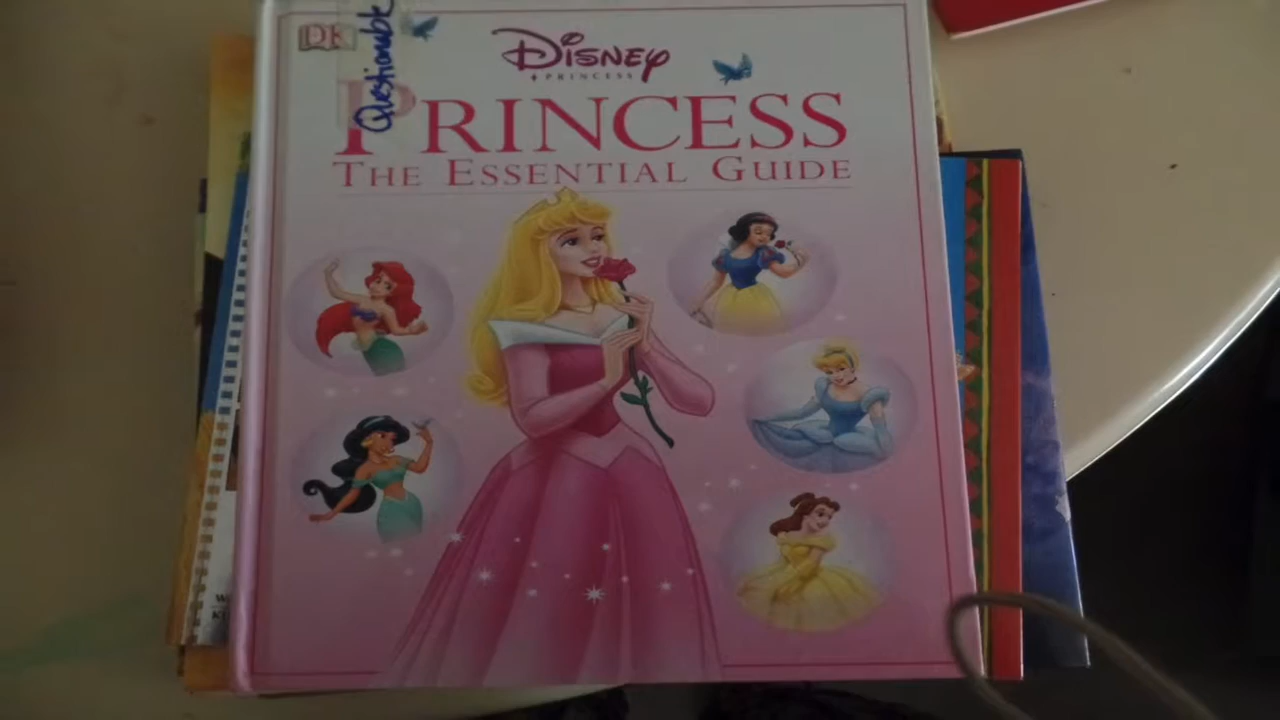 DK
Questionable
DISNEY
PRINCESS
PRINCESS
THE ESSENTIAL GUIDE